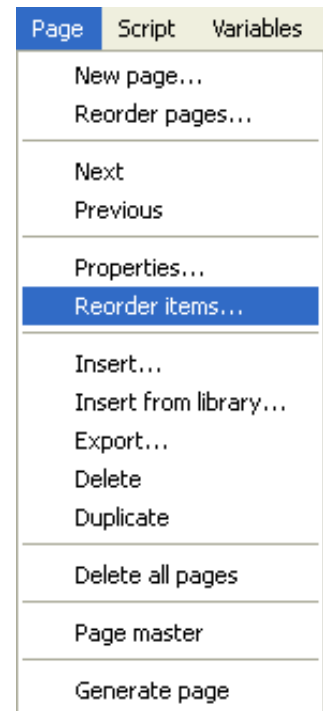 Page Script Variables
New page...
Reorder pages...
Next
Previous
Properties...
Reorder items...
Insert...
Insert from library...
Export...
Delete
Duplicate
Delete all pages
Page master
Generate page